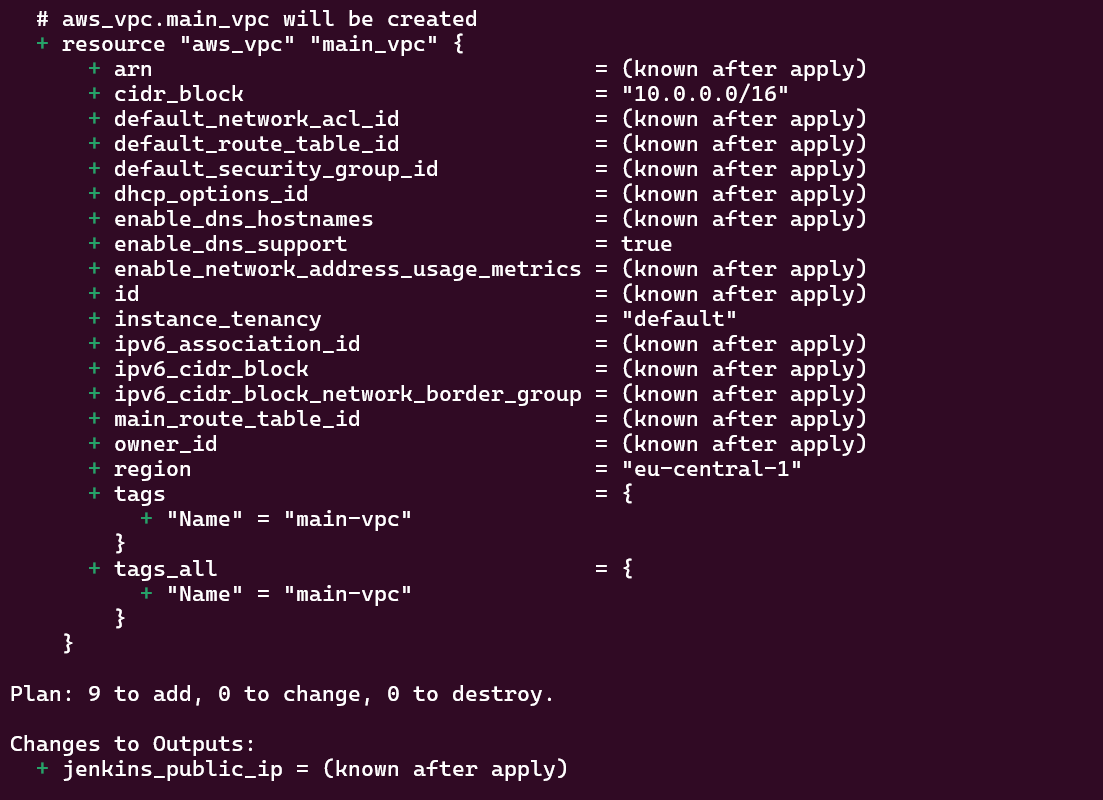 # aws_vpc.main_vpc will be created
+ resource "aws_vpc" "main_vpc" {
+ arn = (known after apply)
+ cidr_block = "10.0.0.0/16"
+ default_network_acl_id = (known after apply)
+ default_route_table_id = (known after apply)
+ default_security_group_id = (known after apply)
+ dhcp_options_id = (known after apply)
+ enable_dns_hostnames = (known after apply)
+ enable_dns_support = true
+ enable_network_address_usage_metrics = (known after apply)
+ id = (known after apply)
+ instance_tenancy = "default"
+ ipv6_association_id = (known after apply)
+ ipv6_cidr_block = (known after apply)
+ ipv6_cidr_block_network_border_group = (known after apply)
+ main_route_table_id = (known after apply)
+ owner_id = (known after apply)
+ region = "eu-central-1"
+ tags = {
+ "Name" = "main-vpc"
}
+ tags_all = {
+ "Name" = "main-vpc"
}
}
Plan: 9 to add, 0 to change, 0 to destroy.
Changes to Outputs:
+ jenkins_public_ip = (known after apply)